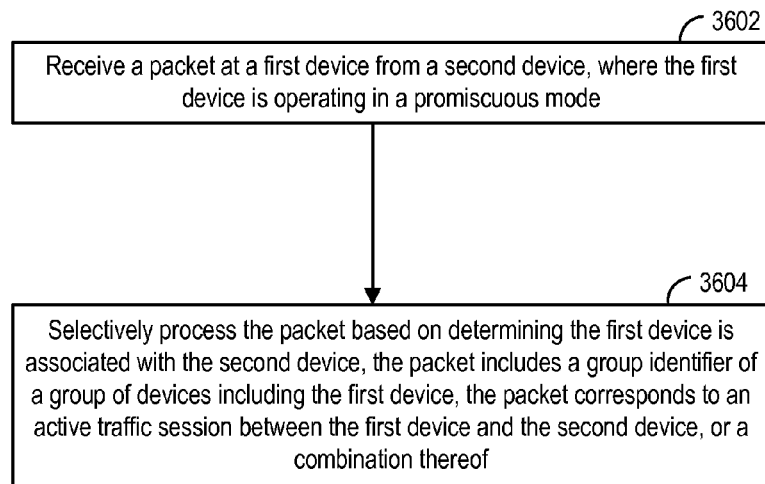 3602
Receive a packet at a first device from a second device, where the first
device is operating in a promiscuous mode
3604
Selectively process the packet based on determining the first device is
associated with the second device, the packet includes a group identifier of
a group of devices including the first device, the packet corresponds to an
active traffic session between the first device and the second device, or a
combination thereof